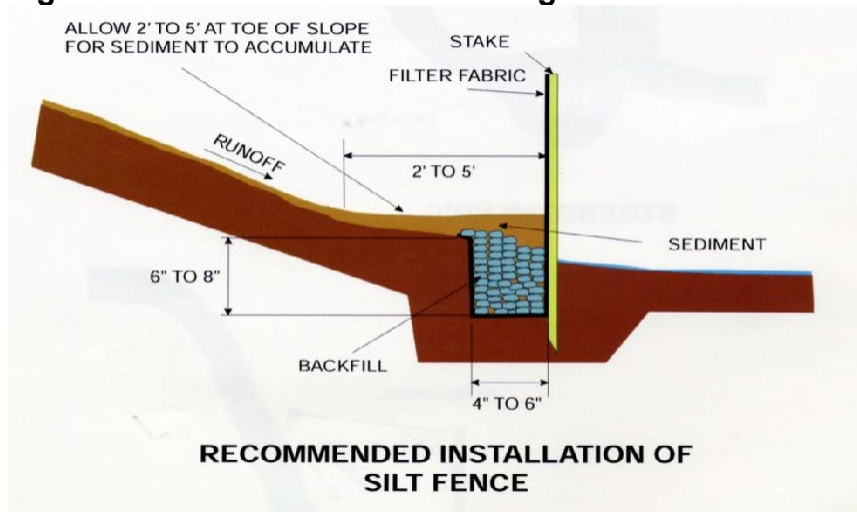 ALLOW 2' TO 5' AT TOE OF SLOPE
FOR SEDIMENT TO ACCUMULATE
STAKE
FILTER FABRIC
RUNOFF
2' TO 5'
SEDIMENT
6" TO 8"
BACKFILL
4" TO 6"
RECOMMENDED INSTALLATION OF
SILT FENCE